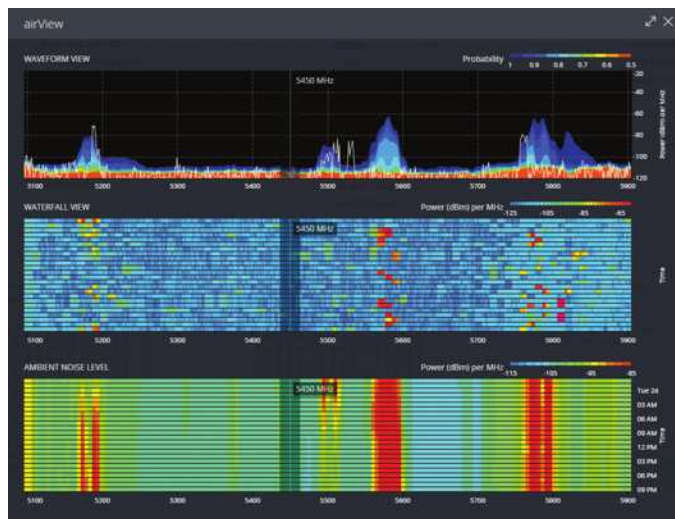 airView
WAVEFORM VIEW
Probability
1 0.9 0.8 0.7 0.6 0.5
5450 MHz
-20
-40
-60
-80
-100
-120
Power (dBm) per MHz
5100 5200 5300 5400 5500 5600 5700 5800 5900
WATERFALL VIEW
Power (dBm) per MHz
-125 -105 -85 -65
5450 MHz
Time
5100 5200 5300 5400 5500 5600 5700 5800 5900
AMBIENT NOISE LEVEL
Power (dBm) per MHz
-115 -105 -85 -65
5450 MHz
Tue 26
03 AM
06 AM
09 AM
12 PM
03 PM
06 PM
09 PM
Time
5100 5200 5300 5400 5500 5600 5700 5800 5900